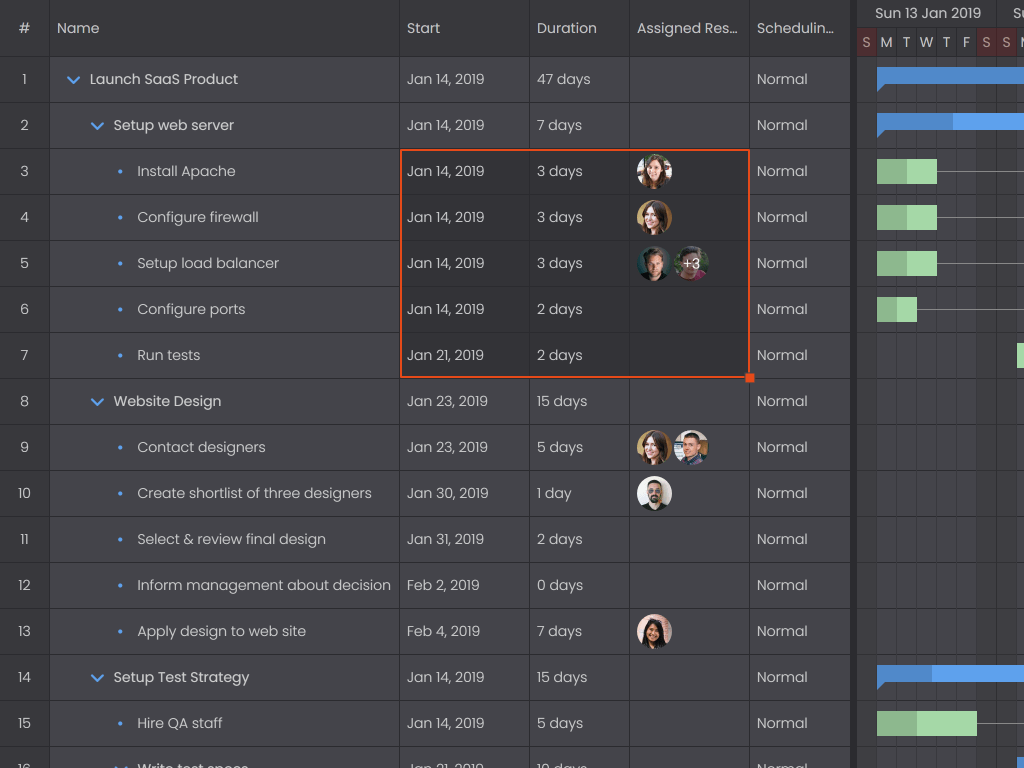 # Name Start Duration Assigned Res... Schedulin... Sun 13 Jan 2019
S M T W T F S S
1 Launch SaaS Product Jan 14, 2019 47 days Normal
2 Setup web server Jan 14, 2019 7 days Normal
3 Install Apache Jan 14, 2019 3 days Normal
4 Configure firewall Jan 14, 2019 3 days Normal
5 Setup load balancer Jan 14, 2019 3 days +3 Normal
6 Configure ports Jan 14, 2019 2 days Normal
7 Run tests Jan 21, 2019 2 days Normal
8 Website Design Jan 23, 2019 15 days Normal
9 Contact designers Jan 23, 2019 5 days Normal
10 Create shortlist of three designers Jan 30, 2019 1 day Normal
11 Select & review final design Jan 31, 2019 2 days Normal
12 Inform management about decision Feb 2, 2019 0 days Normal
13 Apply design to web site Feb 4, 2019 7 days Normal
14 Setup Test Strategy Jan 14, 2019 15 days Normal
15 Hire QA staff Jan 14, 2019 5 days Normal
16 Write test specs Jan 21, 2019 10 days Normal